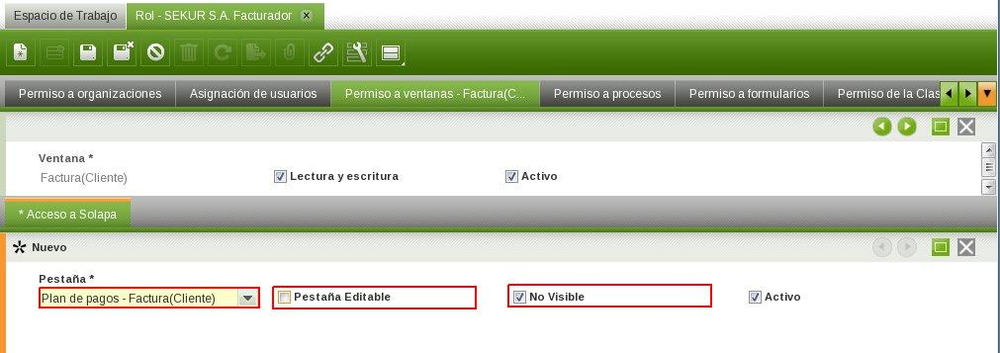 Espacio de Trabajo Rol - SEKUR S.A. Facturador
Permiso a organizaciones Asignación de usuarios Permiso a ventanas - Factura(C... Permiso a procesos Permiso a formularios Permiso de la Clas
Ventana *
Factura(Cliente) Lectura y escritura Activo
* Acceso a Solapa
Nuevo
Pestaña *
Plan de pagos - Factura(Cliente) Pestaña Editable No Visible Activo